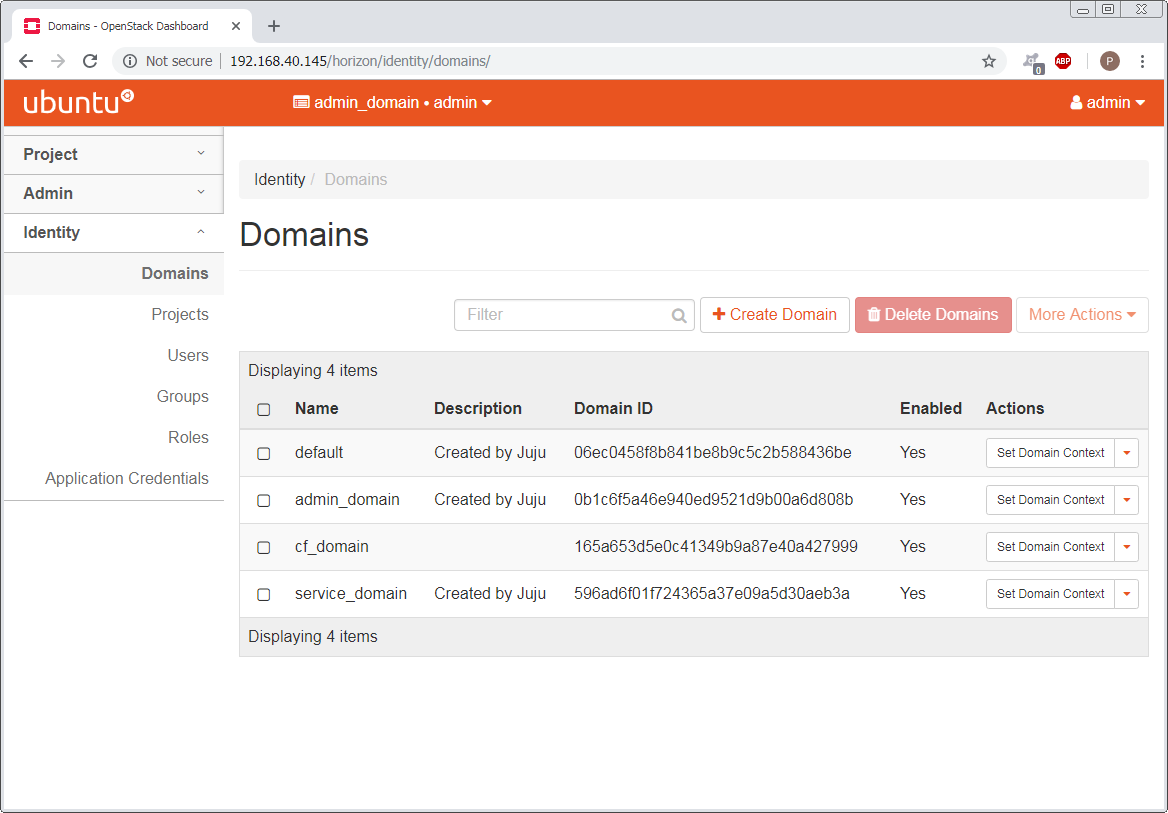 Domains - OpenStack Dashboard
Not secure 192.168.40.145/horizon/identity/domains/
0 ABP P
ubuntu admin_domain • admin admin
Project
Admin
Identity
Domains
Projects
Users
Groups
Roles
Application Credentials
Identity / Domains
Domains
Filter Create Domain Delete Domains More Actions
Displaying 4 items
Name Description Domain ID Enabled Actions
default Created by Juju 06ec0458f8b841be8b9c5c2b588436be Yes Set Domain Context
admin_domain Created by Juju 0b1c6f5a46e940ed9521d9b00a6d808b Yes Set Domain Context
cf_domain 165a653d5e0c41349b9a87e40a427999 Yes Set Domain Context
service_domain Created by Juju 596ad6f01f724365a37e09a5d30aeb3a Yes Set Domain Context
Displaying 4 items